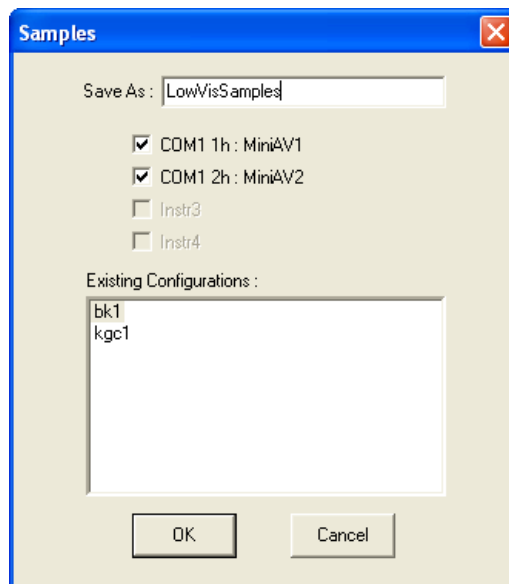 Samples
Save As : LowVisSamples
COM1 1h : MiniAV1
COM1 2h : MiniAV2
Instr3
Instr4
Existing Configurations :
bk1
kgc1
OK Cancel